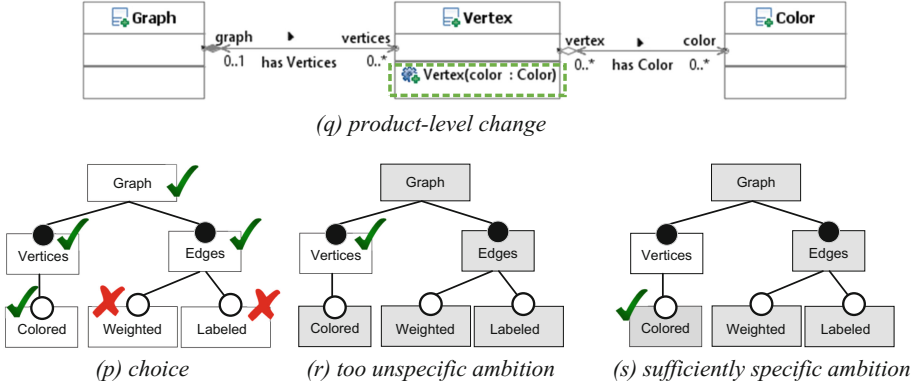 Graph Vertex Color
graph vertices vertex color
0..1 has Vertices 0..* 0..* has Color 0..*
Vertex(color : Color)
(q) product-level change
Graph
Vertices Edges
Colored Weighted Labeled
(p) choice
Graph
Vertices Edges
Colored Weighted Labeled
(r) too unspecific ambition
Graph
Vertices Edges
Colored Weighted Labeled
(s) sufficiently specific ambition